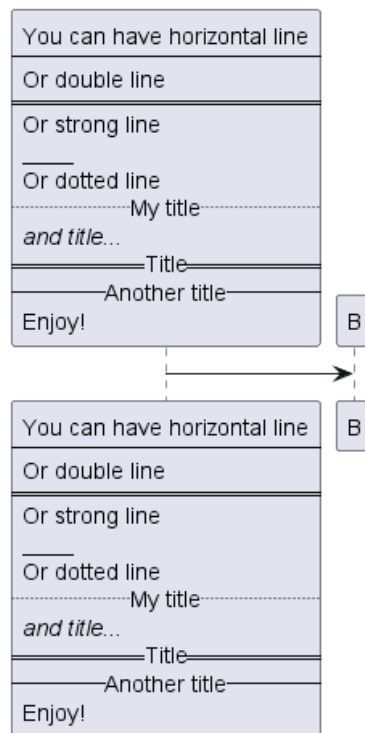 You can have horizontal line
Or double line
Or strong line
____
Or dotted line
My title
and title...
Title
Another title
Enjoy!
B
You can have horizontal line
Or double line
Or strong line
____
Or dotted line
My title
and title...
Title
Another title
Enjoy!
B